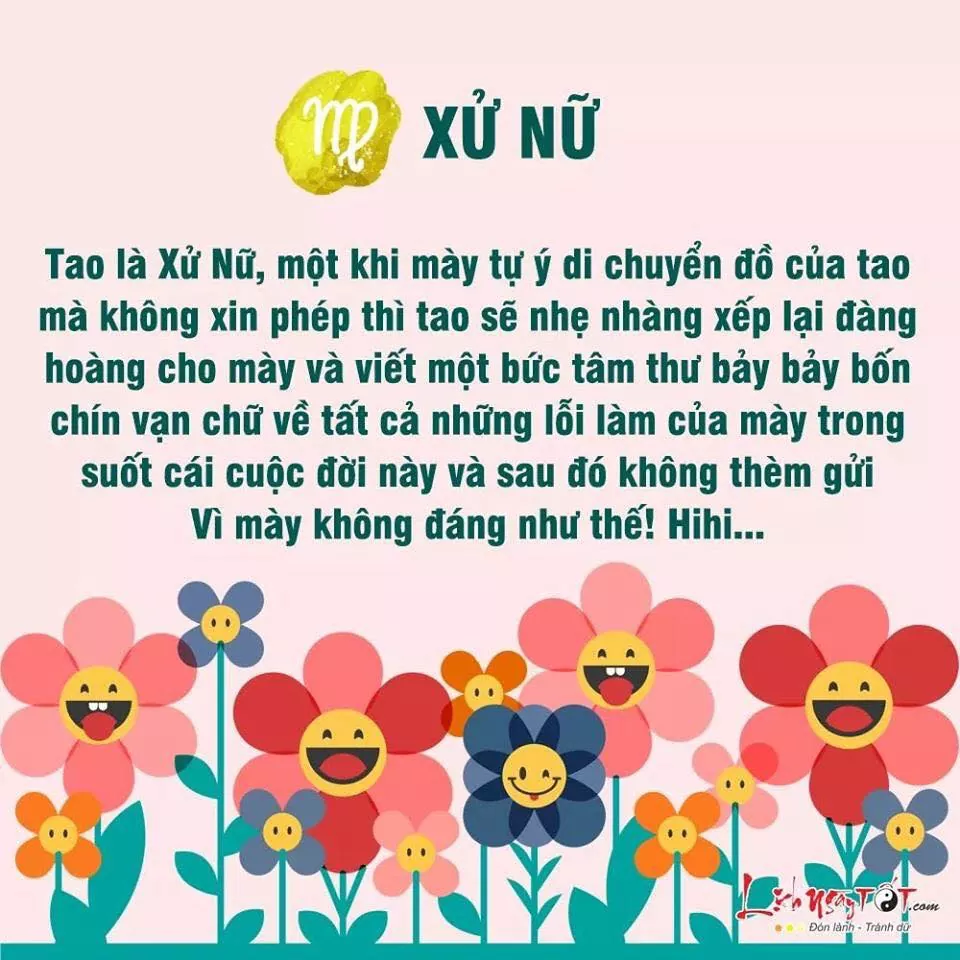 XỬ NỮ
Tao là Xử Nữ, một khi mày tự ý di chuyển đồ của tao
mà không xin phép thì tao sẽ nhẹ nhàng xếp lại đàng
hoàng cho mày và viết một bức tâm thư bảy bảy bốn
chín vạn chữ về tất cả những lỗi làm của mày trong
suốt cái cuộc đời này và sau đó không thèm gửi
Vì mày không đáng như thế! Hihi...
LịchNgàyTỐT.com
Đón lành - Tránh dữ